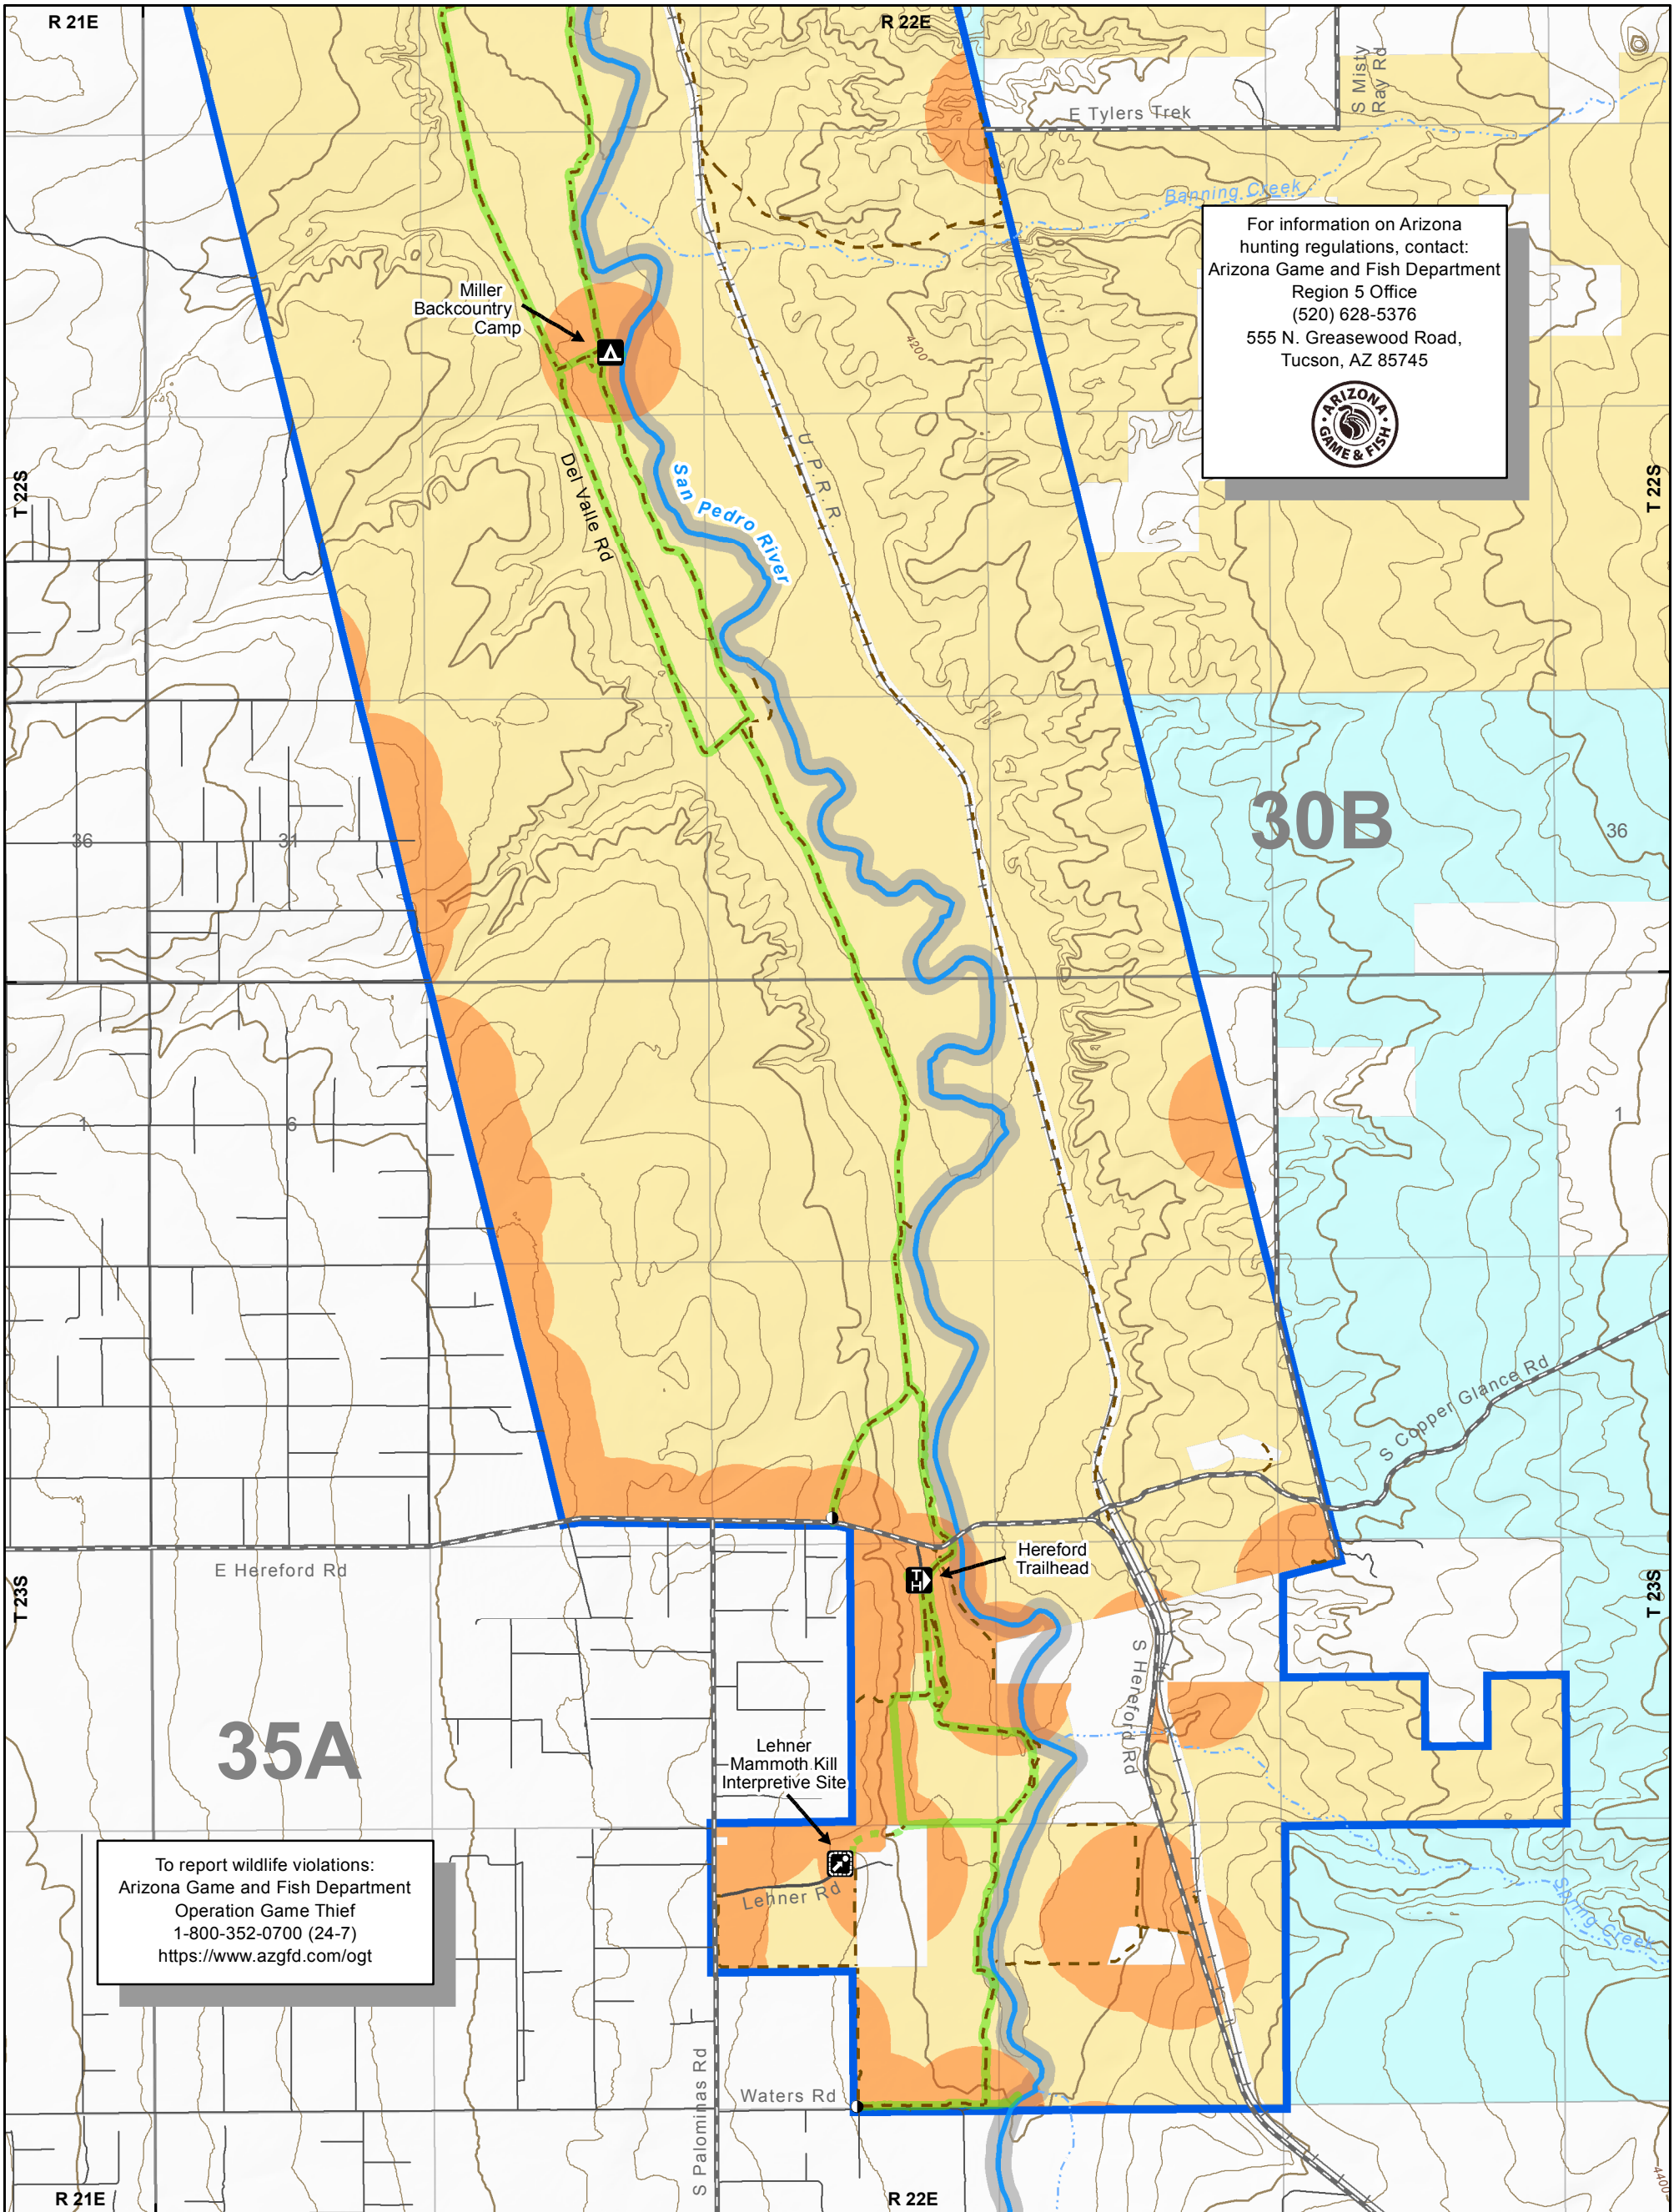 R 21E
R 22E
S Misty
Ray Rd
E Tylers Trek
Banning Creek
For information on Arizona
hunting regulations, contact:
Arizona Game and Fish Department
Region 5 Office
(520) 628-5376
555 N. Greasewood Road,
Tucson, AZ 85745
ARIZONA
GAME & FISH
Miller
Backcountry
Camp
4200
U.P.R.R.
T 22S
T 22S
Del Valle Rd
San Pedro River
30B
36
31
36
1
6
1
S Copper Glance Rd
E Hereford Rd
Hereford
Trailhead
TH
T 23S
T 23S
S Hereford Rd
35A
Lehner
Mammoth Kill
Interpretive Site
Lehner Rd
To report wildlife violations:
Arizona Game and Fish Department
Operation Game Thief
1-800-352-0700 (24-7)
https://www.azgfd.com/ogt
Spring Creek
S Palominas Rd
Waters Rd
4400
R 21E
R 22E